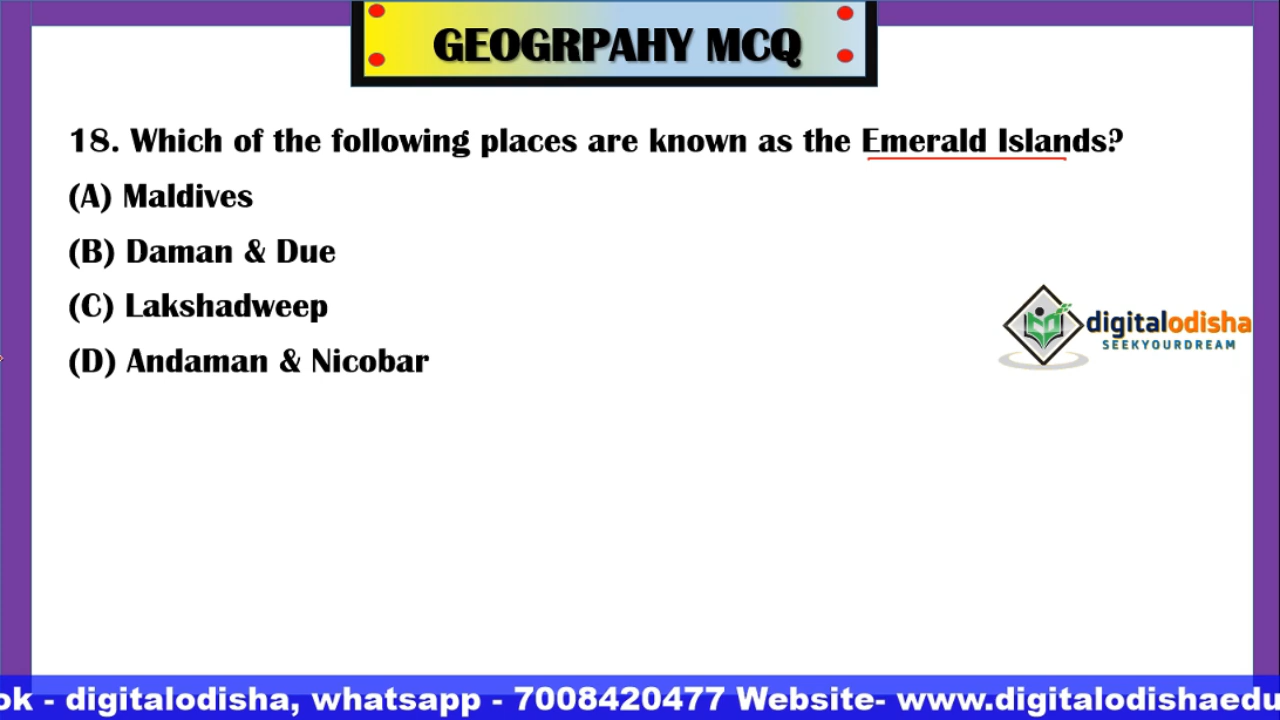 GEOGRPAHY MCQ
18. Which of the following places are known as the Emerald Islands?
(A) Maldives
(B) Daman & Due
(C) Lakshadweep
(D) Andaman & Nicobar
digitalodisha
SEEKYOURDREAM
ok - digitalodisha, whatsapp - 7008420477 Website- www.digitalodishaedu